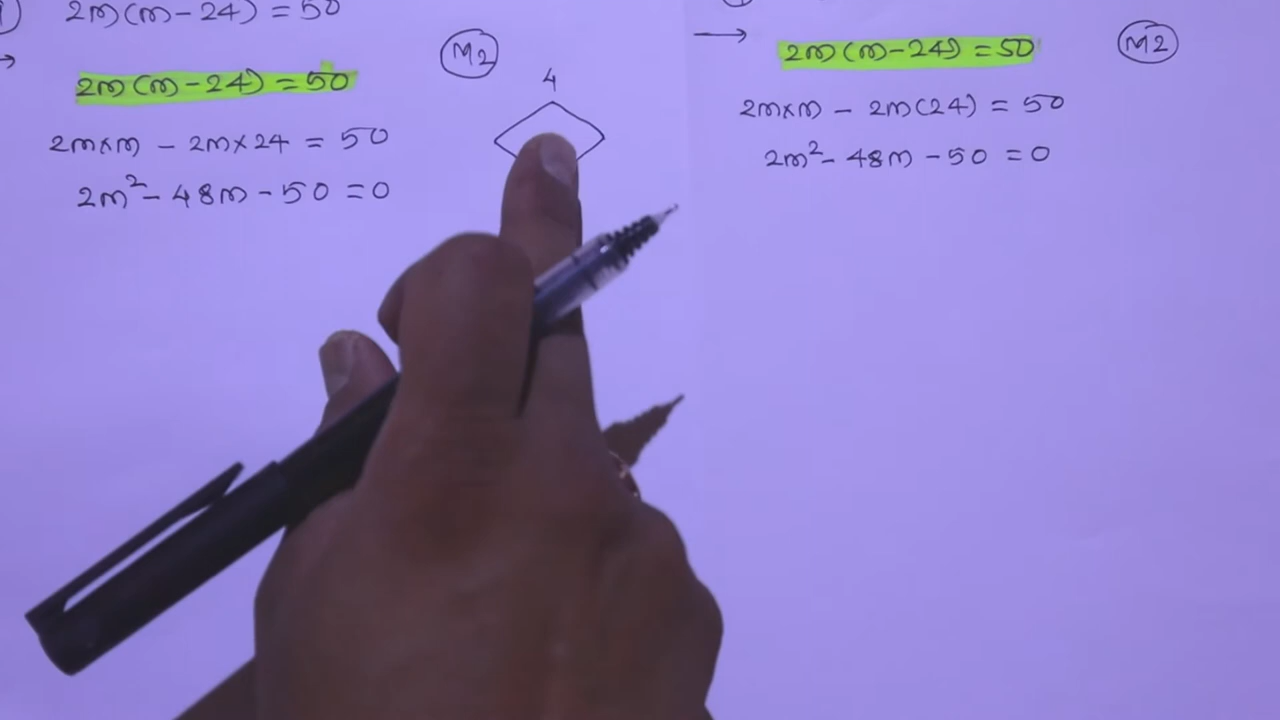 2m(m-24) = 50
2m(m-24) = 50
2m×m - 2m×24 = 50
2m² - 48m - 50 = 0
M2
4
→
2m(m-24) = 50
M2
2m×m - 2m(24) = 50
2m² - 48m - 50 = 0